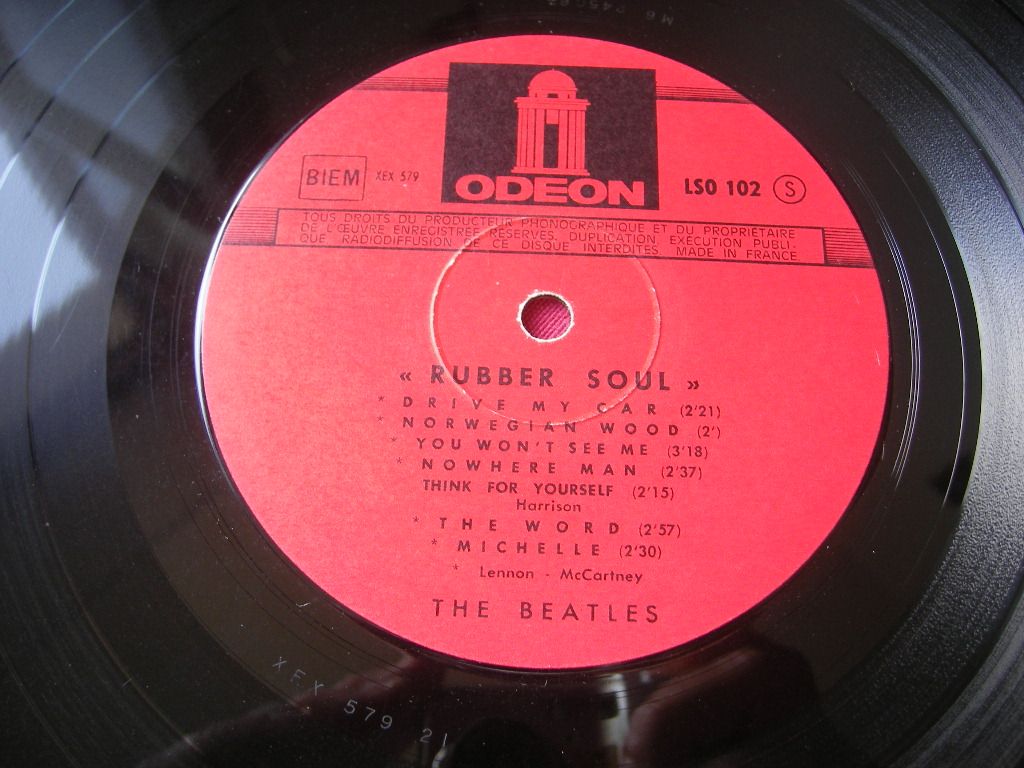 ODEON
BIEM XEX 579
LSO 102 S
TOUS DROITS DU PRODUCTEUR PHONOGRAPHIQUE ET DU PROPRIETAIRE
DE L'ŒUVRE ENREGISTREE RESERVES. DUPLICATION EXECUTION PUBLI-
QUE, RADIODIFFUSION DE CE DISQUE INTERDITES. MADE IN FRANCE.
« RUBBER SOUL »
* DRIVE MY CAR (2'21)
* NORWEGIAN WOOD (2')
* YOU WON'T SEE ME (3'18)
* NOWHERE MAN (2'37)
THINK FOR YOURSELF (2'15)
Harrison
* THE WORD (2'57)
* MICHELLE (2'30)
* Lennon - McCartney
THE BEATLES
XEX 579 21